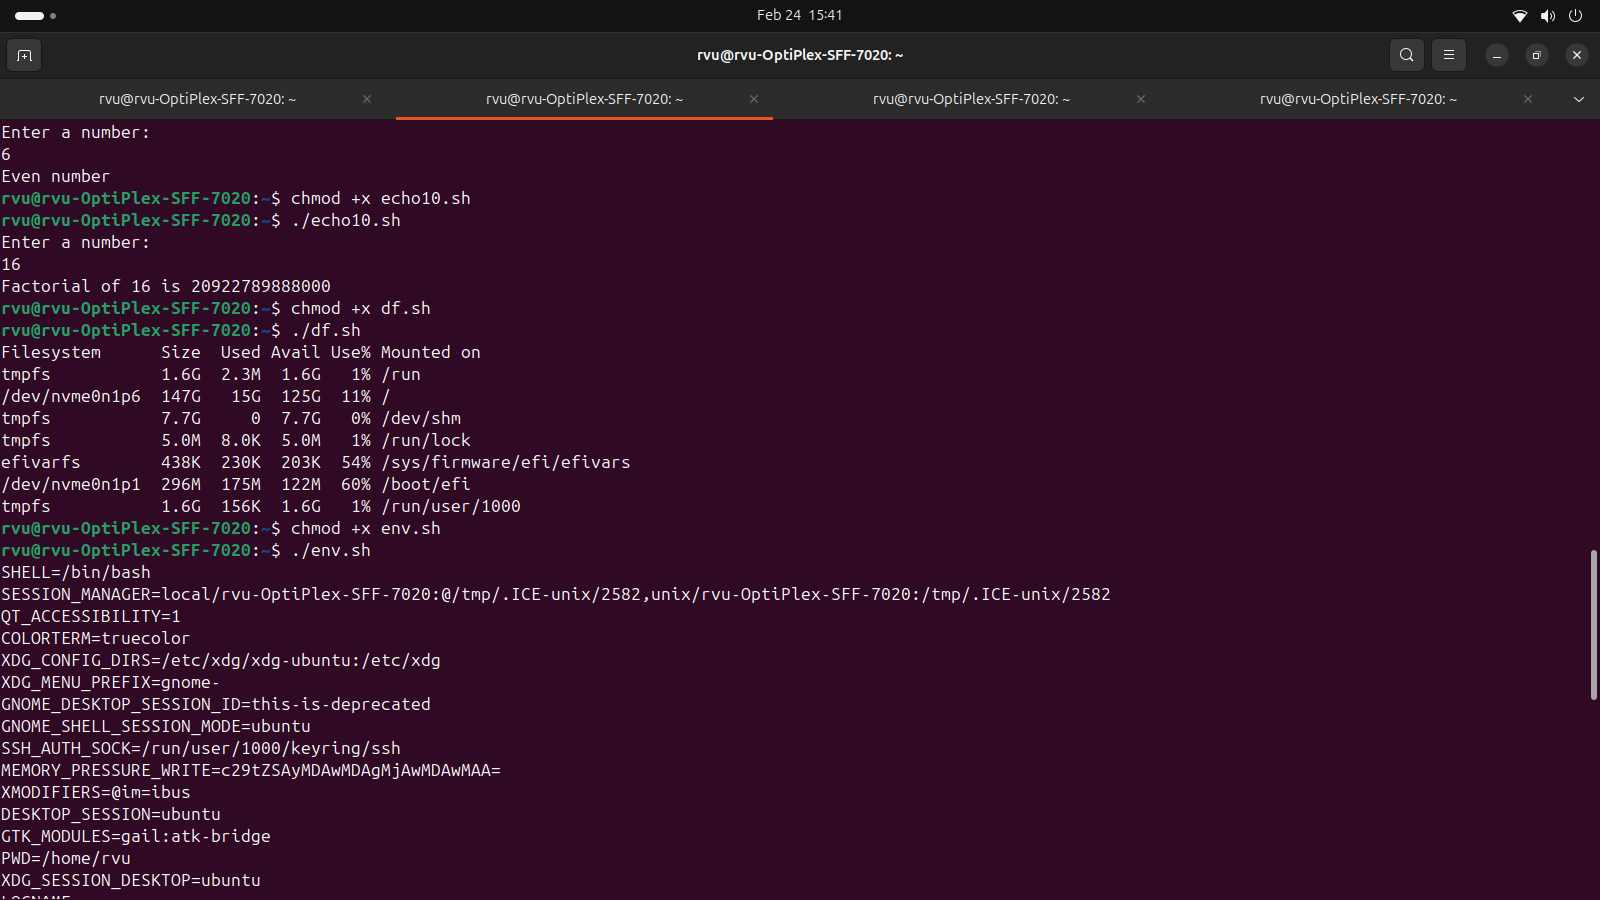 Feb 24 15:41
rvu@rvu-OptiPlex-SFF-7020: ~
rvu@rvu-OptiPlex-SFF-7020: ~ rvu@rvu-OptiPlex-SFF-7020: ~ rvu@rvu-OptiPlex-SFF-7020: ~ rvu@rvu-OptiPlex-SFF-7020: ~
Enter a number:
6
Even number
rvu@rvu-OptiPlex-SFF-7020:~$ chmod +x echo10.sh
rvu@rvu-OptiPlex-SFF-7020:~$ ./echo10.sh
Enter a number:
16
Factorial of 16 is 20922789888000
rvu@rvu-OptiPlex-SFF-7020:~$ chmod +x df.sh
rvu@rvu-OptiPlex-SFF-7020:~$ ./df.sh
Filesystem      Size  Used Avail Use% Mounted on
tmpfs           1.6G  2.3M  1.6G   1% /run
/dev/nvme0n1p6  147G   15G  125G  11% /
tmpfs           7.7G     0  7.7G   0% /dev/shm
tmpfs           5.0M  8.0K  5.0M   1% /run/lock
efivarfs        438K  230K  203K  54% /sys/firmware/efi/efivars
/dev/nvme0n1p1  296M  175M  122M  60% /boot/efi
tmpfs           1.6G  156K  1.6G   1% /run/user/1000
rvu@rvu-OptiPlex-SFF-7020:~$ chmod +x env.sh
rvu@rvu-OptiPlex-SFF-7020:~$ ./env.sh
SHELL=/bin/bash
SESSION_MANAGER=local/rvu-OptiPlex-SFF-7020:@/tmp/.ICE-unix/2582,unix/rvu-OptiPlex-SFF-7020:/tmp/.ICE-unix/2582
QT_ACCESSIBILITY=1
COLORTERM=truecolor
XDG_CONFIG_DIRS=/etc/xdg/xdg-ubuntu:/etc/xdg
XDG_MENU_PREFIX=gnome-
GNOME_DESKTOP_SESSION_ID=this-is-deprecated
GNOME_SHELL_SESSION_MODE=ubuntu
SSH_AUTH_SOCK=/run/user/1000/keyring/ssh
MEMORY_PRESSURE_WRITE=c29tZSAyMDAwMDAgMjAwMDAwMAA=
XMODIFIERS=@im=ibus
DESKTOP_SESSION=ubuntu
GTK_MODULES=gail:atk-bridge
PWD=/home/rvu
XDG_SESSION_DESKTOP=ubuntu